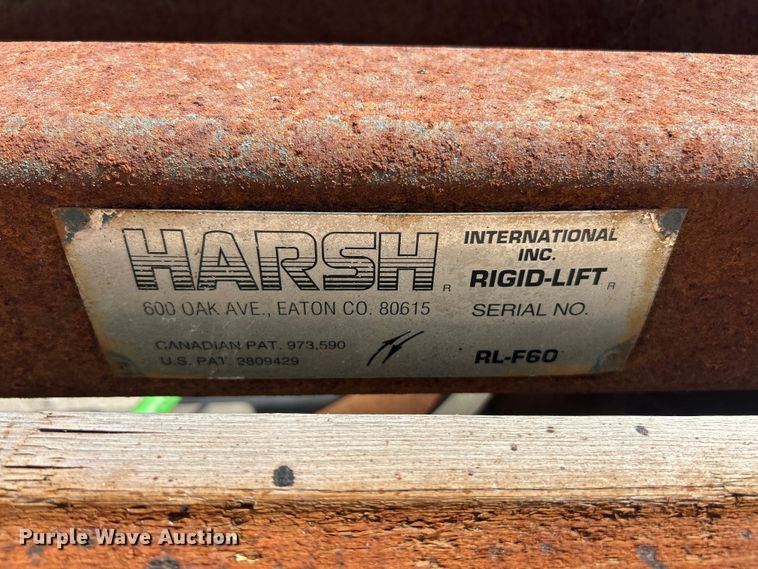 HARSH®
INTERNATIONAL
INC.
RIGID-LIFT®
600 OAK AVE., EATON CO. 80615
SERIAL NO.
CANADIAN PAT. 973,590
U.S. PAT. 3809429
RL-F60
Purple Wave Auction